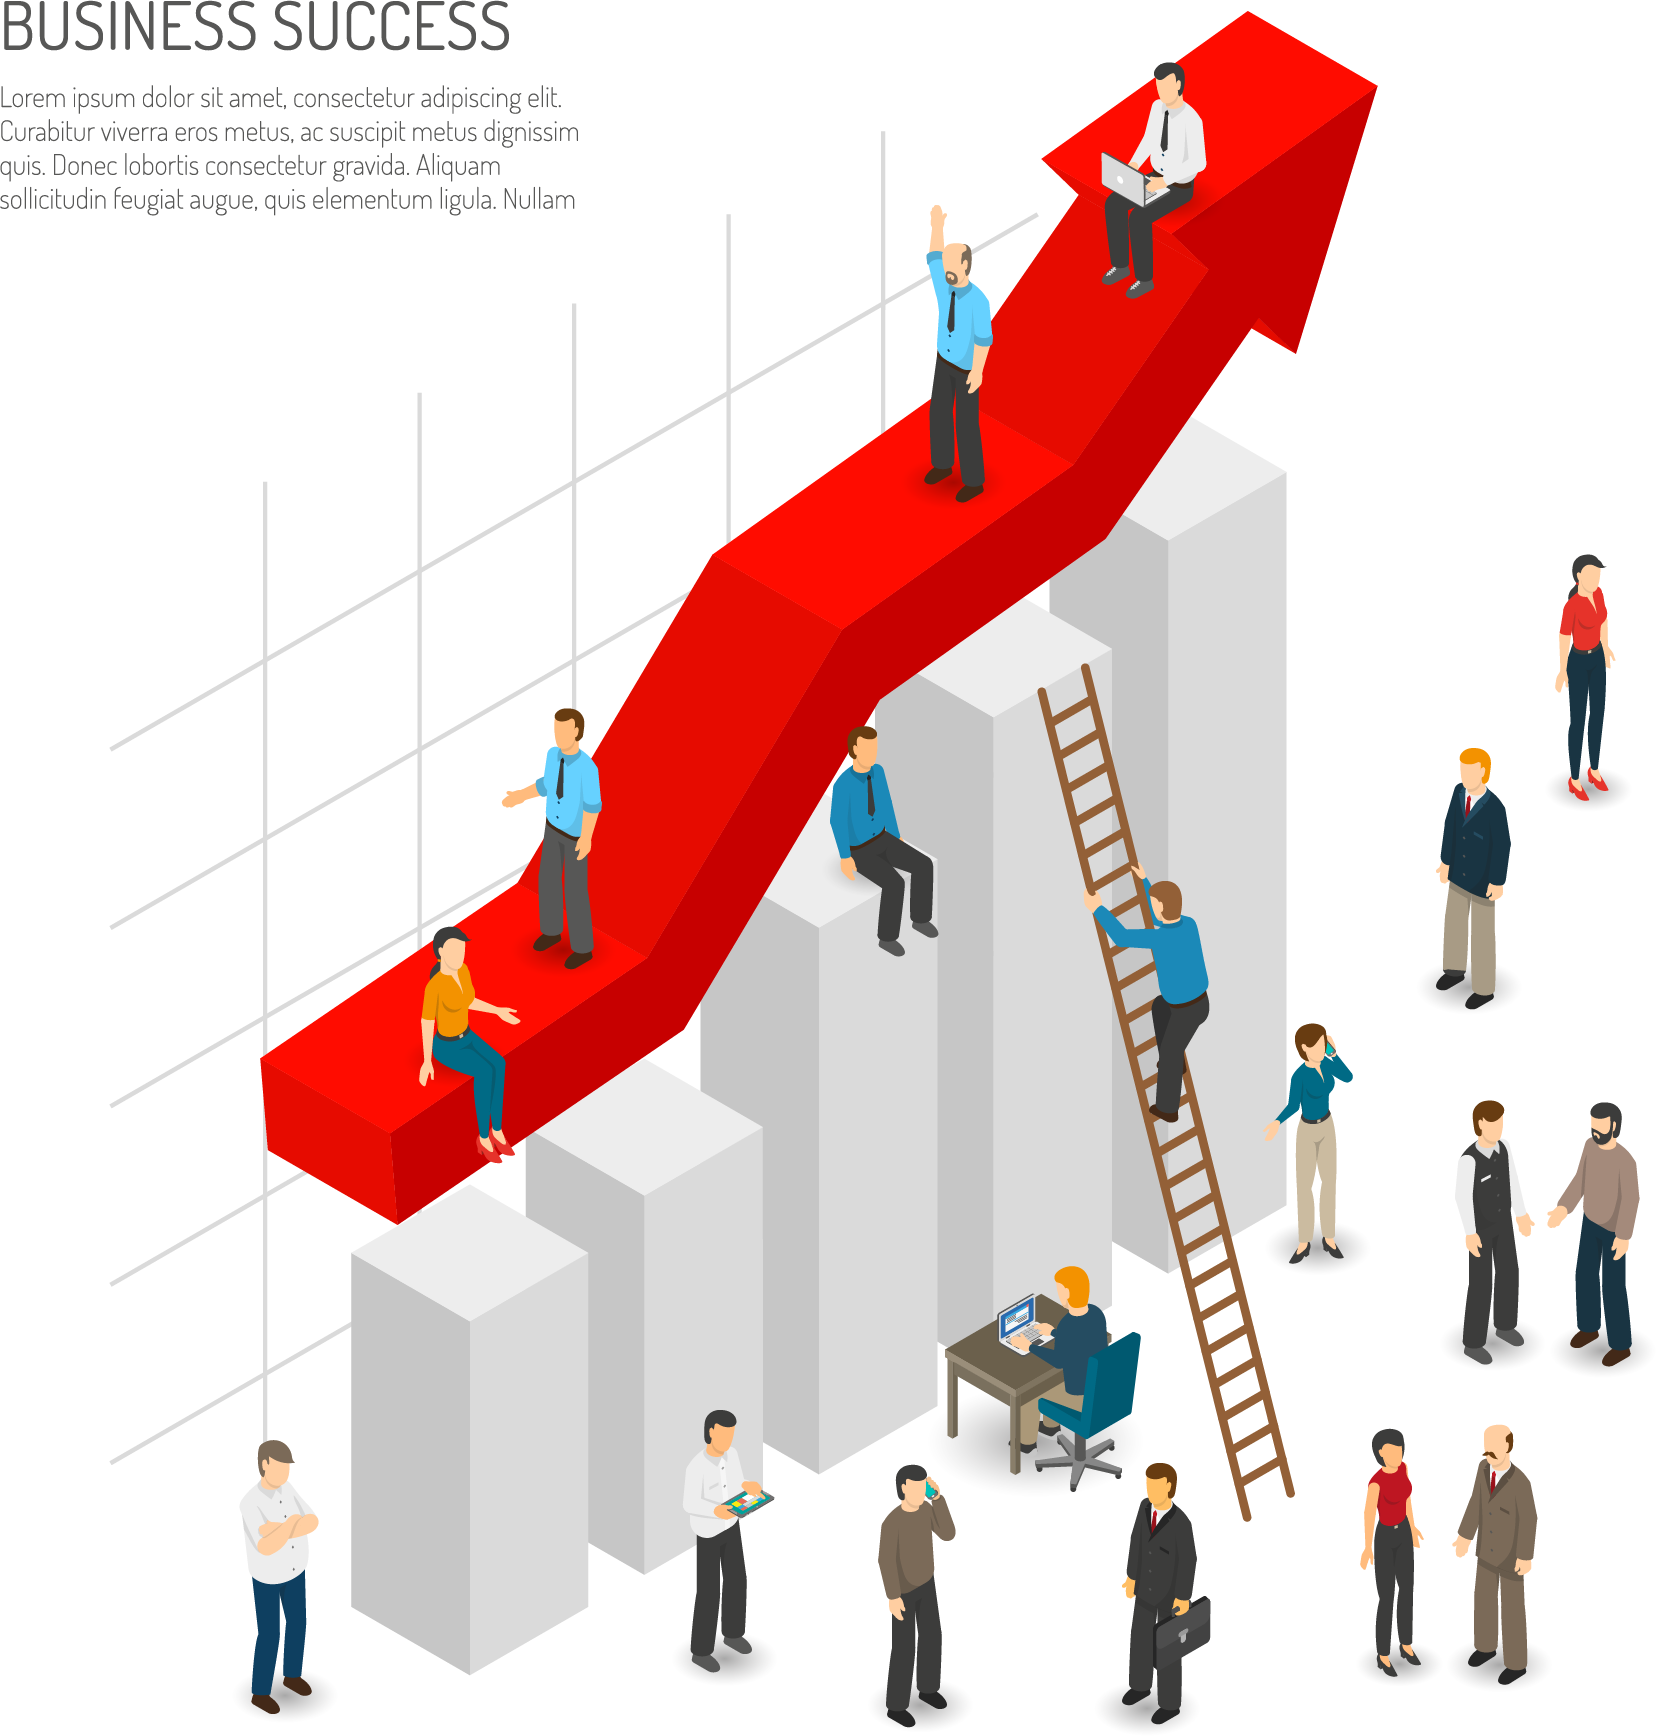 BUSINESS SUCCESS
Lorem ipsum dolor sit amet, consectetur adipiscing elit.
Curabitur viverra eros metus, ac suscipit metus dignissim
quis. Donec lobortis consectetur gravida. Aliquam
sollicitudin feugiat augue, quis elementum ligula. Nullam